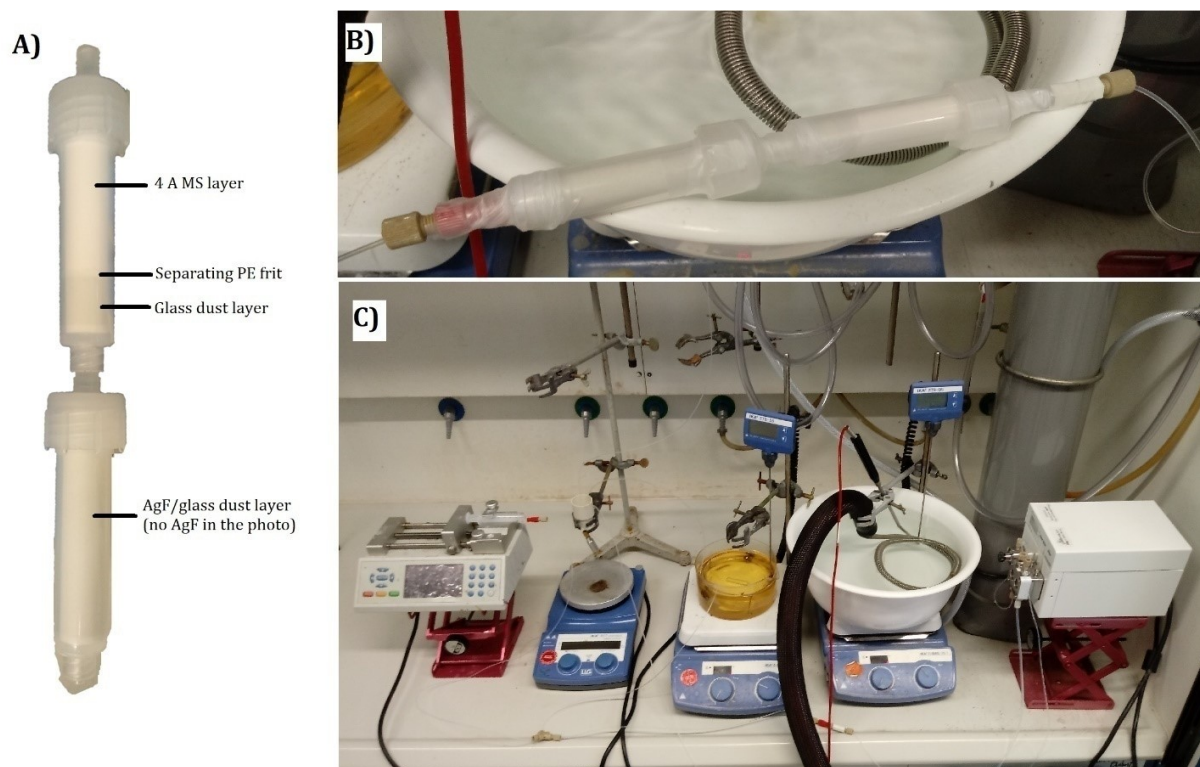 A)
4 A MS layer
Separating PE frit
Glass dust layer
AgF/glass dust layer
(no AgF in the photo)
B)
C)